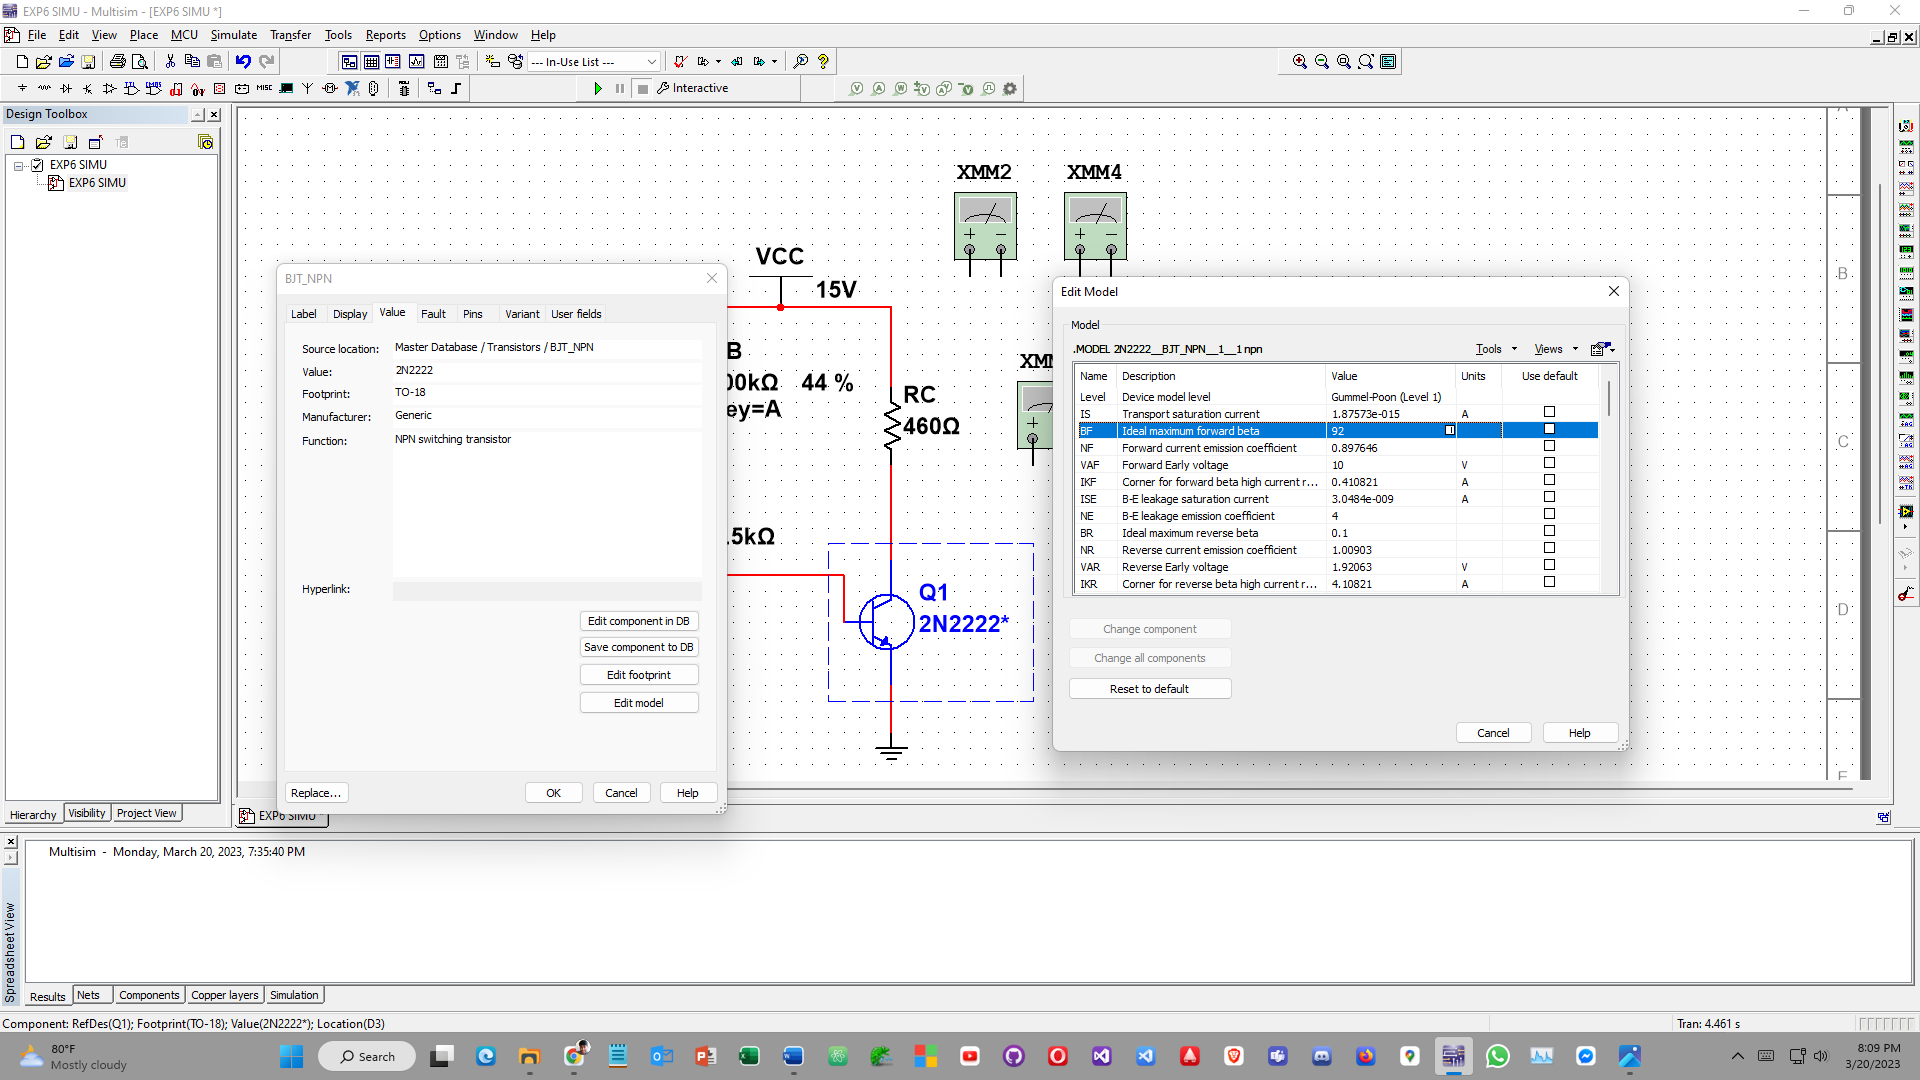 EXP6 SIMU - Multisim - [EXP6 SIMU *]
File Edit View Place MCU Simulate Transfer Tools Reports Options Window Help
--- In-Use List ---
Interactive
Design Toolbox
EXP6 SIMU
EXP6 SIMU
Hierarchy Visibility Project View
XMM2 XMM4
VCC
15V
B
00kΩ 44 %
ey=A
RC
460Ω
XMM
.5kΩ
Q1
2N2222*
B
C
D
E
BJT_NPN
Label Display Value Fault Pins Variant User fields
Source location: Master Database / Transistors / BJT_NPN
Value: 2N2222
Footprint: TO-18
Manufacturer: Generic
Function: NPN switching transistor
Hyperlink:
Edit component in DB
Save component to DB
Edit footprint
Edit model
Replace... OK Cancel Help
EXP6 SIMU *
Edit Model
Model
.MODEL 2N2222__BJT_NPN__1__1 npn Tools Views
Name Description Value Units Use default
Level Device model level Gummel-Poon (Level 1)
IS Transport saturation current 1.87573e-015 A
BF Ideal maximum forward beta 92
NF Forward current emission coefficient 0.897646
VAF Forward Early voltage 10 V
IKF Corner for forward beta high current r... 0.410821 A
ISE B-E leakage saturation current 3.0484e-009 A
NE B-E leakage emission coefficient 4
BR Ideal maximum reverse beta 0.1
NR Reverse current emission coefficient 1.00903
VAR Reverse Early voltage 1.92063 V
IKR Corner for reverse beta high current r... 4.10821 A
Change component
Change all components
Reset to default
Cancel Help
Multisim - Monday, March 20, 2023, 7:35:40 PM
Spreadsheet View
Results Nets Components Copper layers Simulation
Component: RefDes(Q1); Footprint(TO-18); Value(2N2222*); Location(D3)
Tran: 4.461 s
80°F
Mostly cloudy
Search
8:09 PM
3/20/2023